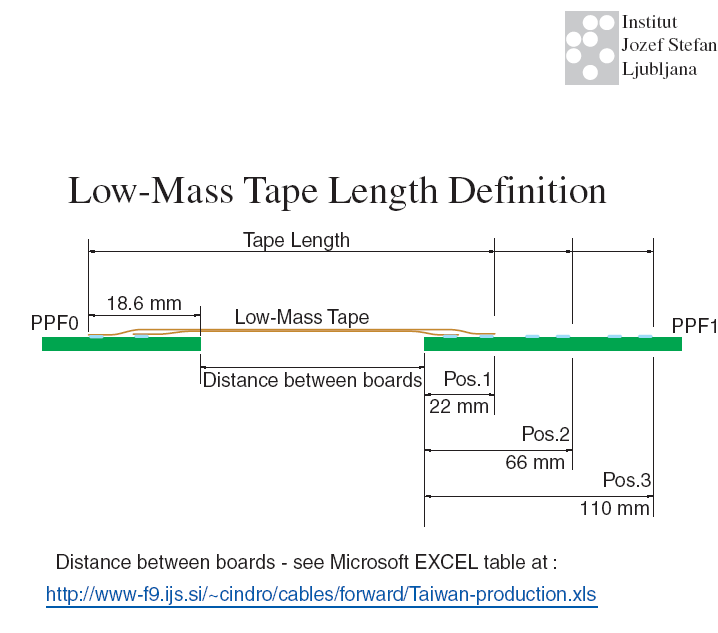 Institut
Jozef Stefan
Ljubljana
Low-Mass Tape Length Definition
Tape Length
18.6 mm
PPF0
Low-Mass Tape
PPF1
Distance between boards
Pos.1
22 mm
Pos.2
66 mm
Pos.3
110 mm
Distance between boards - see Microsoft EXCEL table at :
http://www-f9.ijs.si/~cindro/cables/forward/Taiwan-production.xls